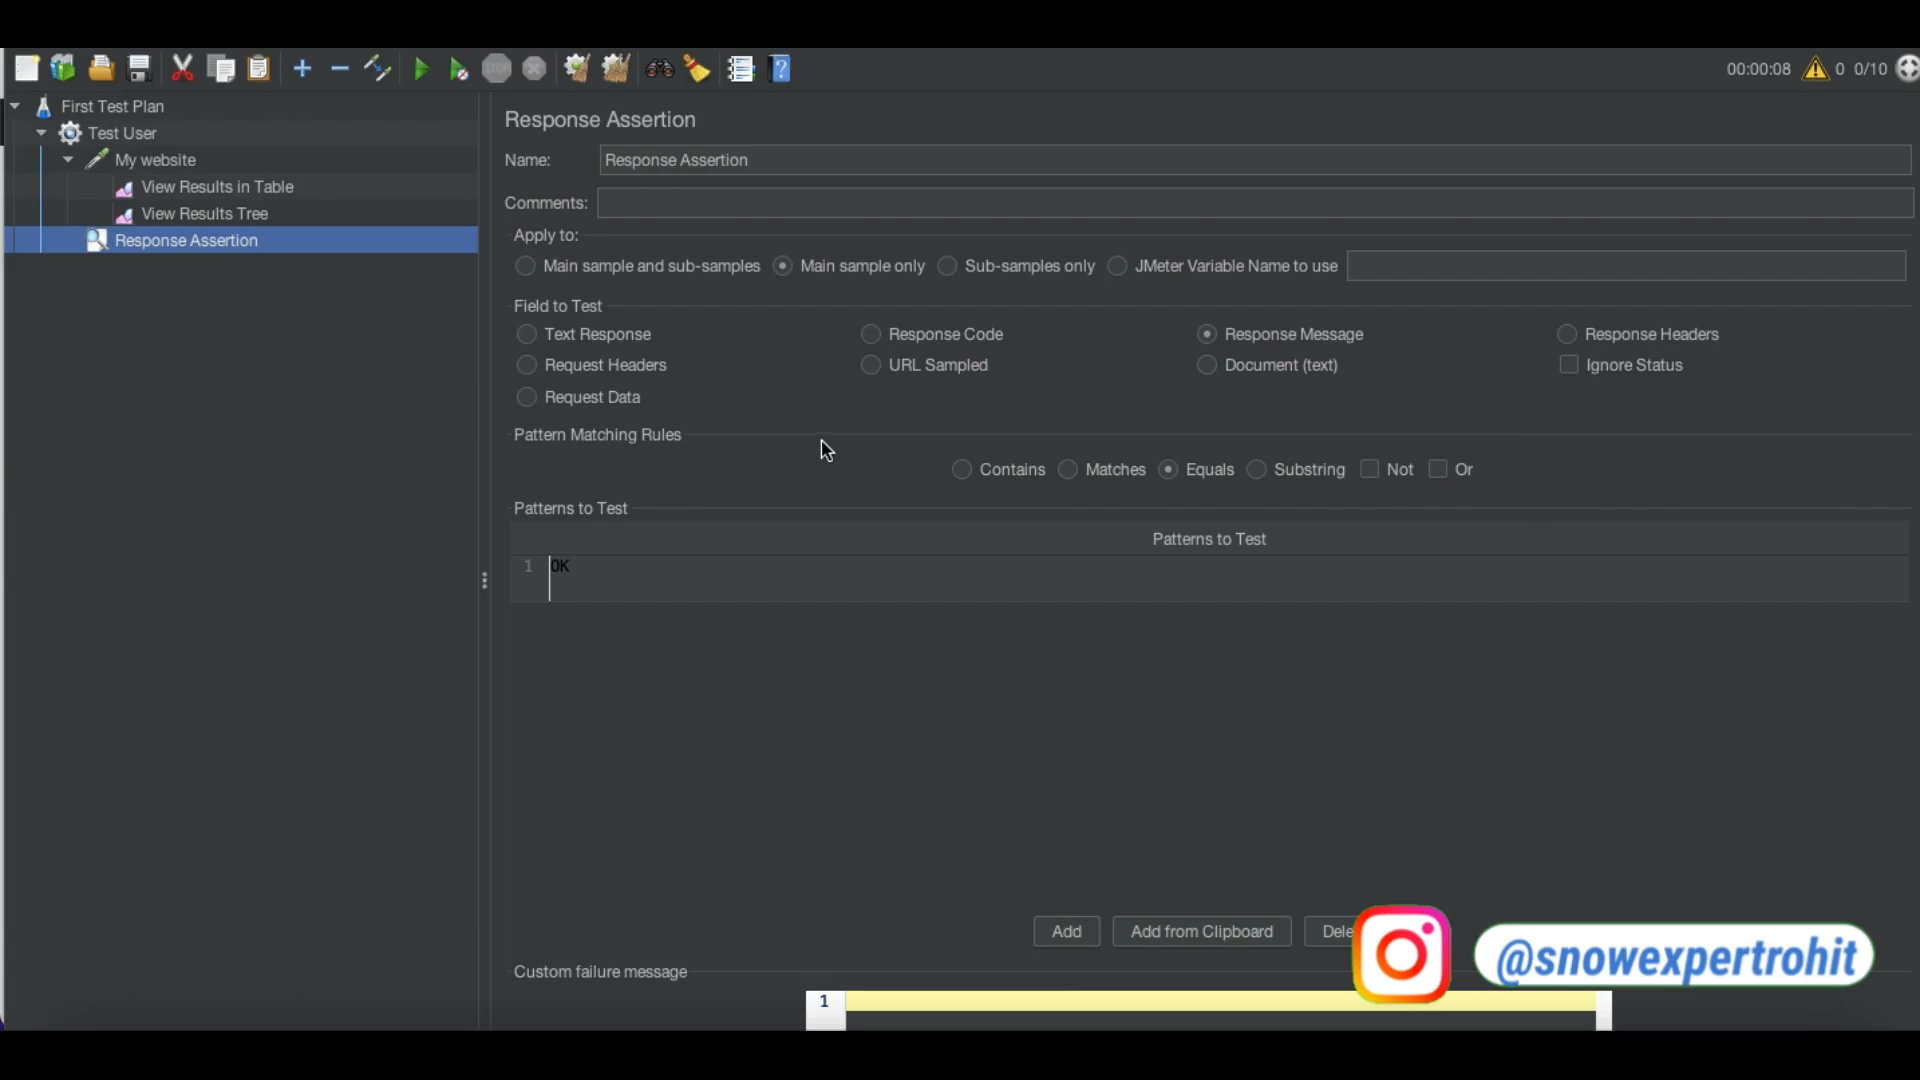 00:00:08 0 0/10
First Test Plan
Test User
My website
View Results in Table
View Results Tree
Response Assertion
Response Assertion
Name: Response Assertion
Comments:
Apply to:
Main sample and sub-samples Main sample only Sub-samples only JMeter Variable Name to use
Field to Test
Text Response Response Code Response Message Response Headers
Request Headers URL Sampled Document (text) Ignore Status
Request Data
Pattern Matching Rules
Contains Matches Equals Substring Not Or
Patterns to Test
Patterns to Test
1 OK
Add Add from Clipboard Dele
@snowexpertrohit
Custom failure message
1